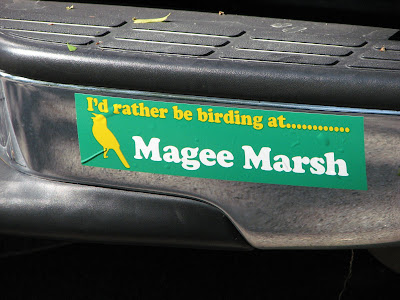 I'd rather be birding at............
Magee Marsh